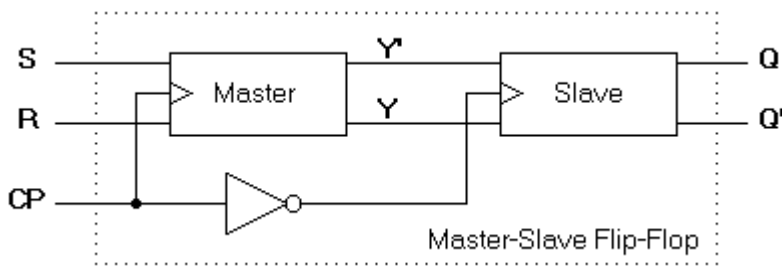 S
Y'
Q
Master
Slave
R
Y
Q'
CP
Master-Slave Flip-Flop